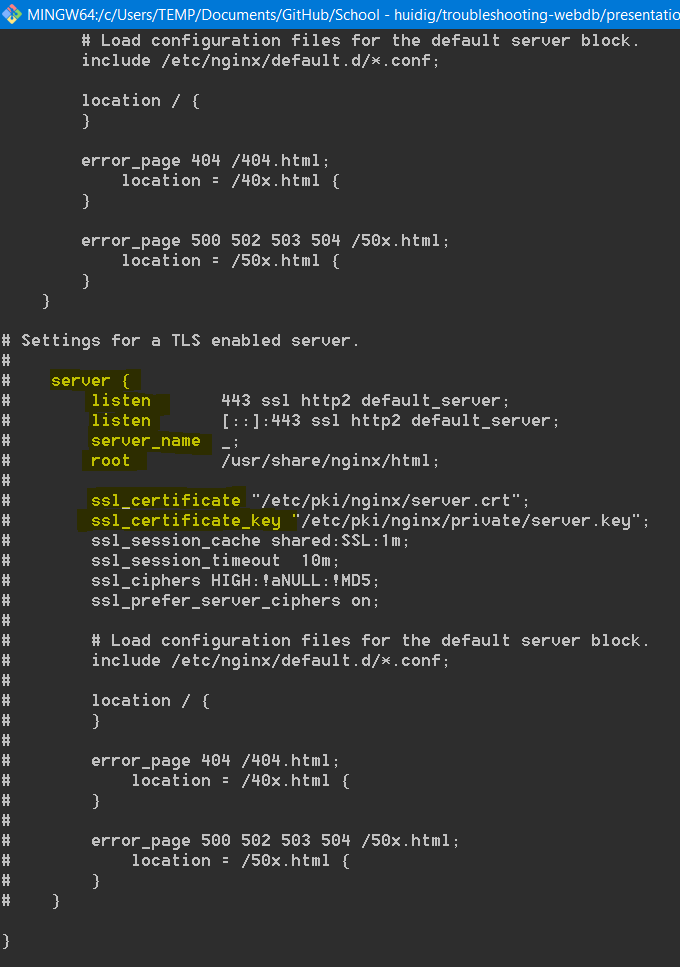 MINGW64:/c/Users/TEMP/Documents/GitHub/School - huidig/troubleshooting-webdb/presentatio
        # Load configuration files for the default server block.
        include /etc/nginx/default.d/*.conf;
        location / {
        }
        error_page 404 /404.html;
            location = /40x.html {
        }
        error_page 500 502 503 504 /50x.html;
            location = /50x.html {
        }
    }
# Settings for a TLS enabled server.
#
#    server {
#        listen       443 ssl http2 default_server;
#        listen       [::]:443 ssl http2 default_server;
#        server_name  _;
#        root         /usr/share/nginx/html;
#
#        ssl_certificate "/etc/pki/nginx/server.crt";
#        ssl_certificate_key "/etc/pki/nginx/private/server.key";
#        ssl_session_cache shared:SSL:1m;
#        ssl_session_timeout  10m;
#        ssl_ciphers HIGH:!aNULL:!MD5;
#        ssl_prefer_server_ciphers on;
#
#        # Load configuration files for the default server block.
#        include /etc/nginx/default.d/*.conf;
#
#        location / {
#        }
#
#        error_page 404 /404.html;
#            location = /40x.html {
#        }
#
#        error_page 500 502 503 504 /50x.html;
#            location = /50x.html {
#        }
#    }
}